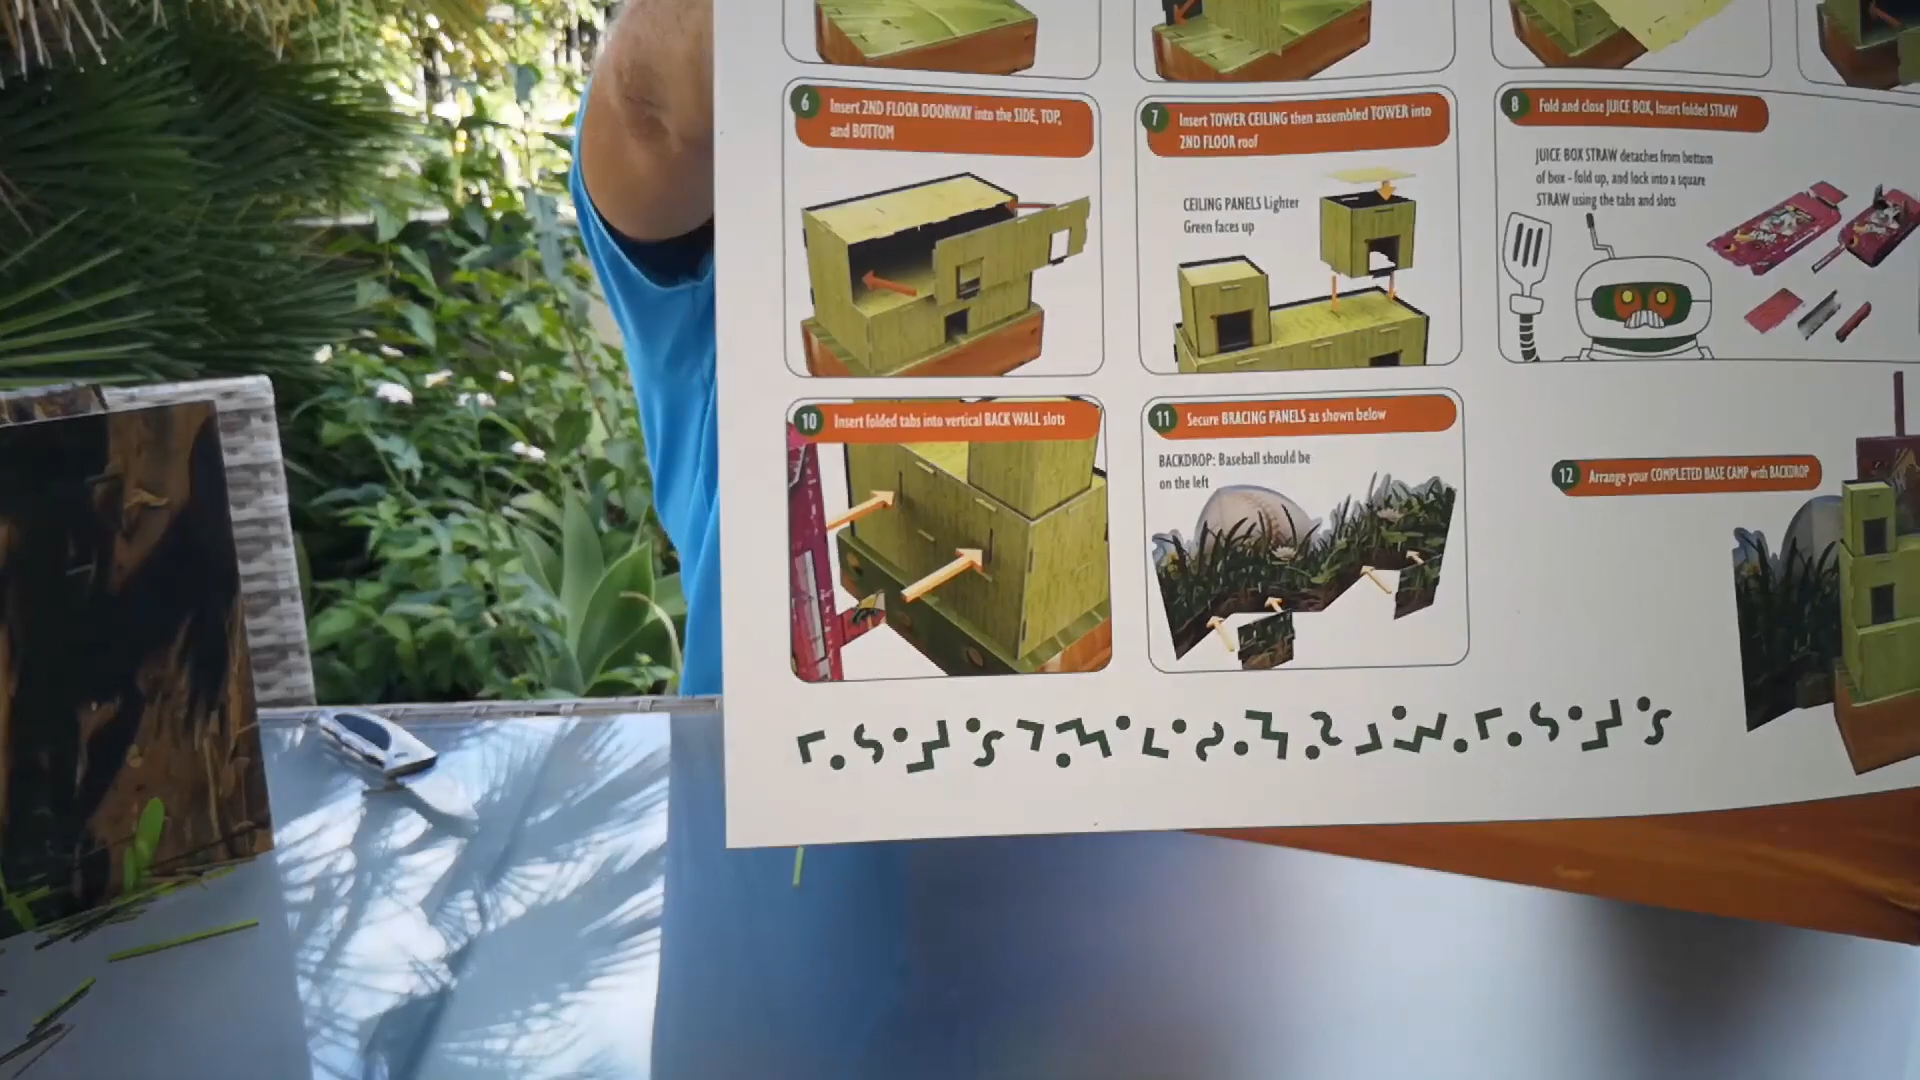 6 Insert 2ND FLOOR DOORWAY into the SIDE, TOP,
and BOTTOM
7 Insert TOWER CEILING then assembled TOWER into
2ND FLOOR roof
CEILING PANELS Lighter
Green faces up
8 Fold and close JUICE BOX, Insert folded STRAW
JUICE BOX STRAW detaches from bottom
of box - fold up, and lock into a square
STRAW using the tabs and slots
10 Insert folded tabs into vertical BACK WALL slots
11 Secure BRACING PANELS as shown below
BACKDROP: Baseball should be
on the left
12 Arrange your COMPLETED BASE CAMP with BACKDROP